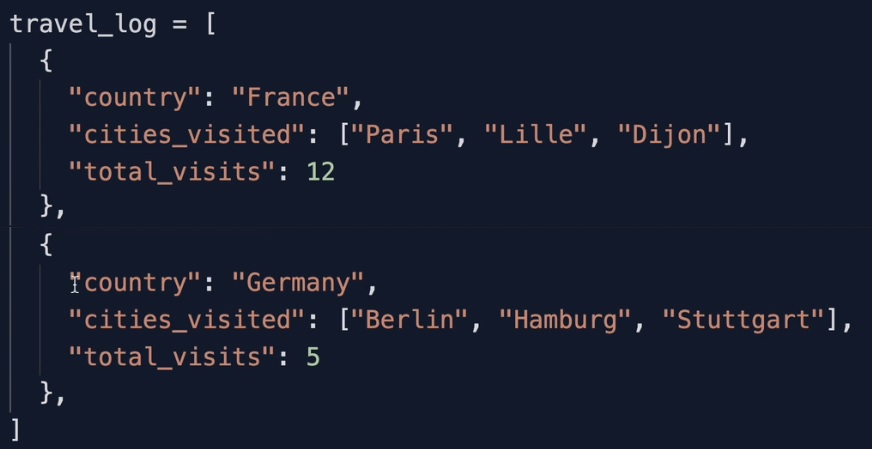 travel_log = [
{
"country": "France",
"cities_visited": ["Paris", "Lille", "Dijon"],
"total_visits": 12
},
{
"country": "Germany",
"cities_visited": ["Berlin", "Hamburg", "Stuttgart"],
"total_visits": 5
},
]